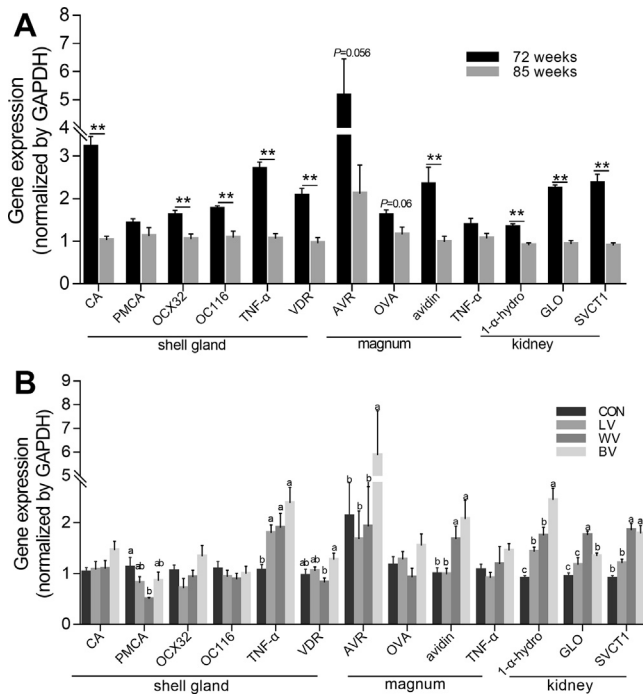 A
Gene expression
(normalized by GAPDH)
8
7
6
5
4
3
2
1
0
72 weeks
85 weeks
**
**
**
**
**
P=0.056
P=0.06
**
**
**
**
CA
PMCA
OCX32
OC116
TNF-α
VDR
AVR
OVA
avidin
TNF-α
1-α-hydro
GLO
SVCT1
shell gland
magnum
kidney
B
Gene expression
(normalized by GAPDH)
9
8
7
6
5
2
1
0
CON
LV
WV
BV
a
ab
b
ab
b
a
a
a
ab
ab
b
a
b
b
b
a
b
b
a
a
c
b
b
a
c
c
a
b
c
b
a
a
CA
PMCA
OCX32
OC116
TNF-α
VDR
AVR
OVA
avidin
TNF-α
1-α-hydro
GLO
SVCT1
shell gland
magnum
kidney